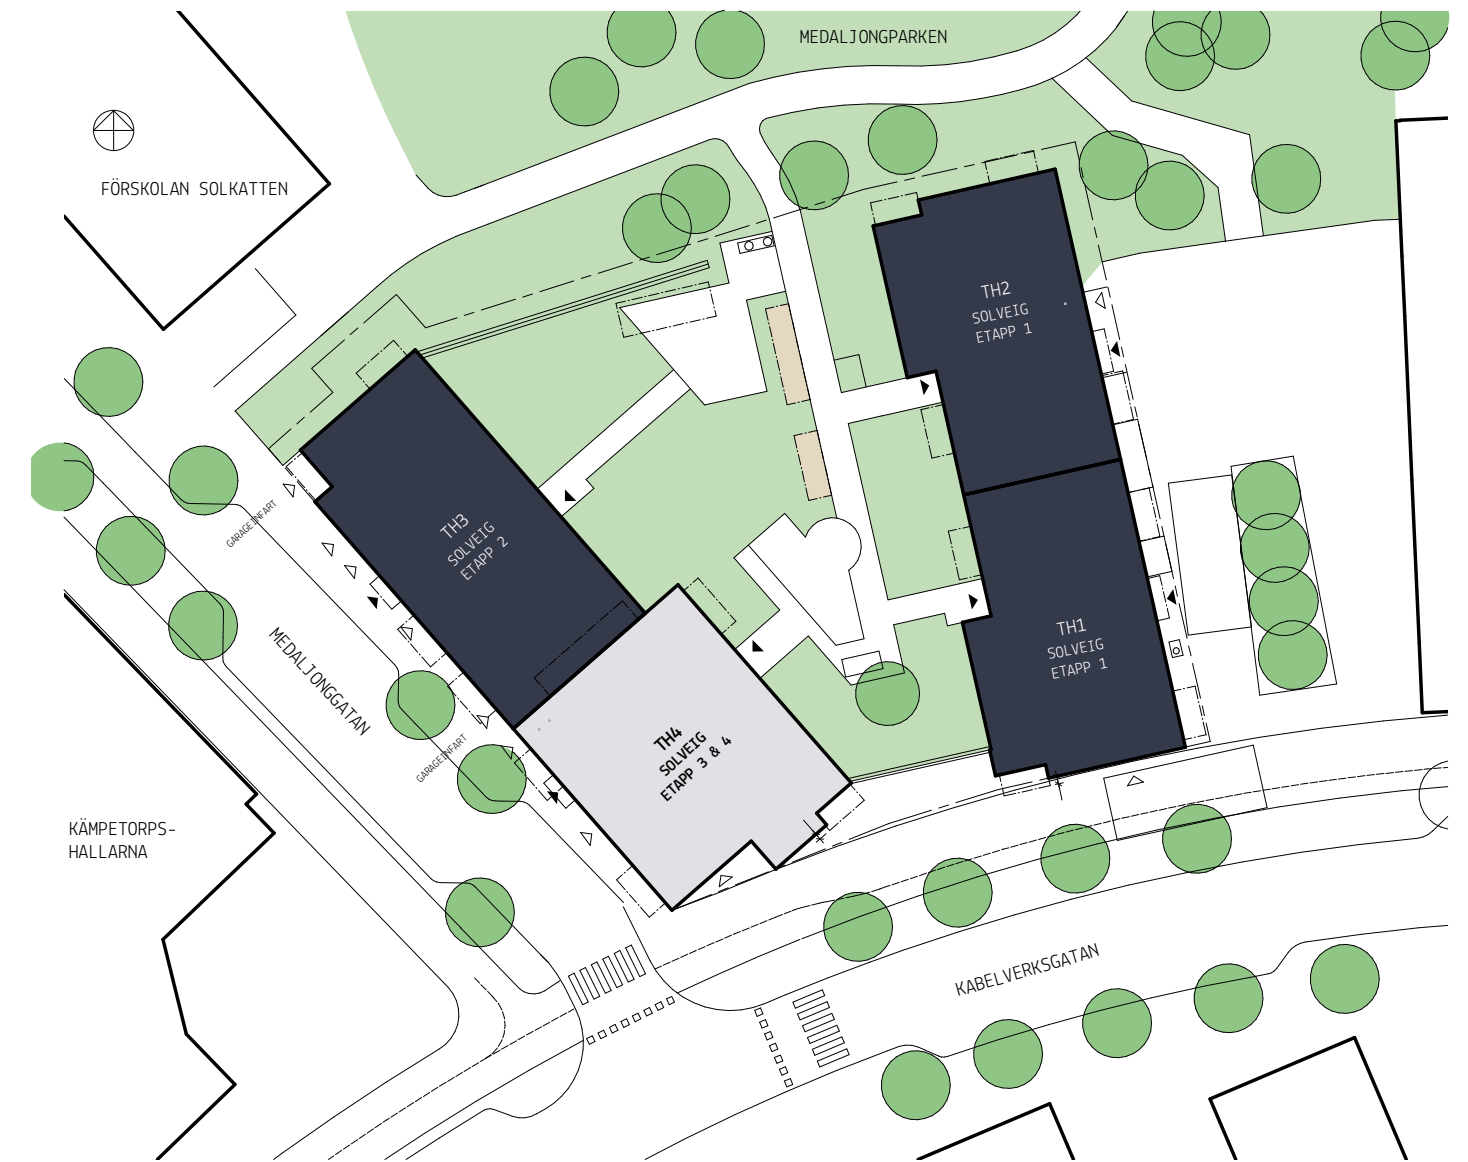 MEDALJONGPARKEN
FÖRSKOLAN SOLKATTEN
TH2
SOLVEIG
ETAPP 1
TH3
SOLVEIG
ETAPP 2
GARAGEINFART
MEDALJONGGATAN
TH1
SOLVEIG
ETAPP 1
TH4
SOLVEIG
ETAPP 3 & 4
GARAGEINFART
KÄMPETORPS-
HALLARNA
KABELVERKSGATAN